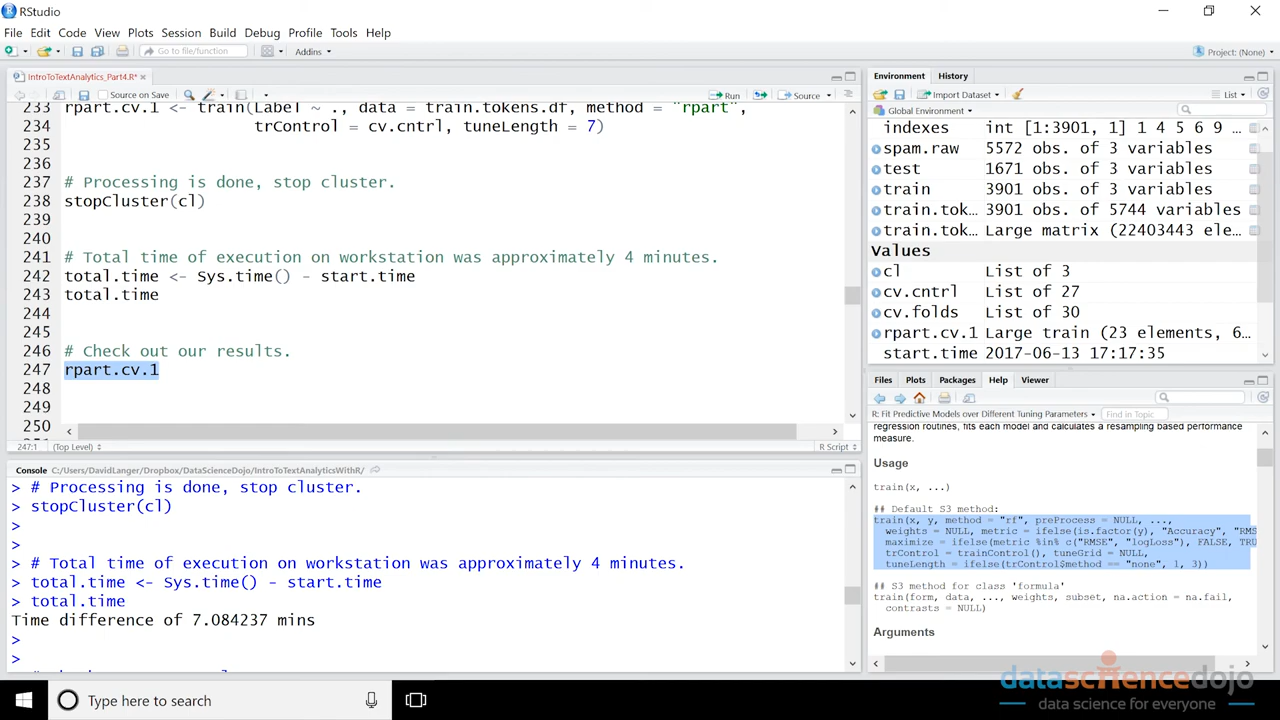 RStudio
File Edit Code View Plots Session Build Debug Profile Tools Help
Go to file/function Addins Project: (None)
IntroToTextAnalytics_Part4.R*
Source on Save Run Source
233 rpart.cv.1 <- train(Label ~ ., data = train.tokens.df, method = "rpart",
234 trControl = cv.cntrl, tuneLength = 7)
235
236
237 # Processing is done, stop cluster.
238 stopCluster(cl)
239
240
241 # Total time of execution on workstation was approximately 4 minutes.
242 total.time <- Sys.time() - start.time
243 total.time
244
245
246 # Check out our results.
247 rpart.cv.1
248
249
250
247:1 (Top Level) R Script
Console C:/Users/DavidLanger/Dropbox/DataScienceDojo/IntroToTextAnalyticsWithR/
> # Processing is done, stop cluster.
> stopCluster(cl)
>
>
> # Total time of execution on workstation was approximately 4 minutes.
> total.time <- Sys.time() - start.time
> total.time
Time difference of 7.084237 mins
>
>
Environment History
Import Dataset List
Global Environment
indexes int [1:3901, 1] 1 4 5 6 9 …
spam.raw 5572 obs. of 3 variables
test 1671 obs. of 3 variables
train 3901 obs. of 3 variables
train.tok… 3901 obs. of 5744 variables
train.tok… Large matrix (22403443 ele…
Values
cl List of 3
cv.cntrl List of 27
cv.folds List of 30
rpart.cv.1 Large train (23 elements, 6…
start.time 2017-06-13 17:17:35
Files Plots Packages Help Viewer
R: Fit Predictive Models over Different Tuning Parameters Find in Topic
regression routines, fits each model and calculates a resampling based performance
measure.
Usage
train(x, ...)
## Default S3 method:
train(x, y, method = "rf", preProcess = NULL, ...,
weights = NULL, metric = ifelse(is.factor(y), "Accuracy", "RMS
maximize = ifelse(metric %in% c("RMSE", "logLoss"), FALSE, TRU
trControl = trainControl(), tuneGrid = NULL,
tuneLength = ifelse(trControl$method == "none", 1, 3))
## S3 method for class 'formula'
train(form, data, ..., weights, subset, na.action = na.fail,
contrasts = NULL)
Arguments
datasciencedojo
data science for everyone
Type here to search